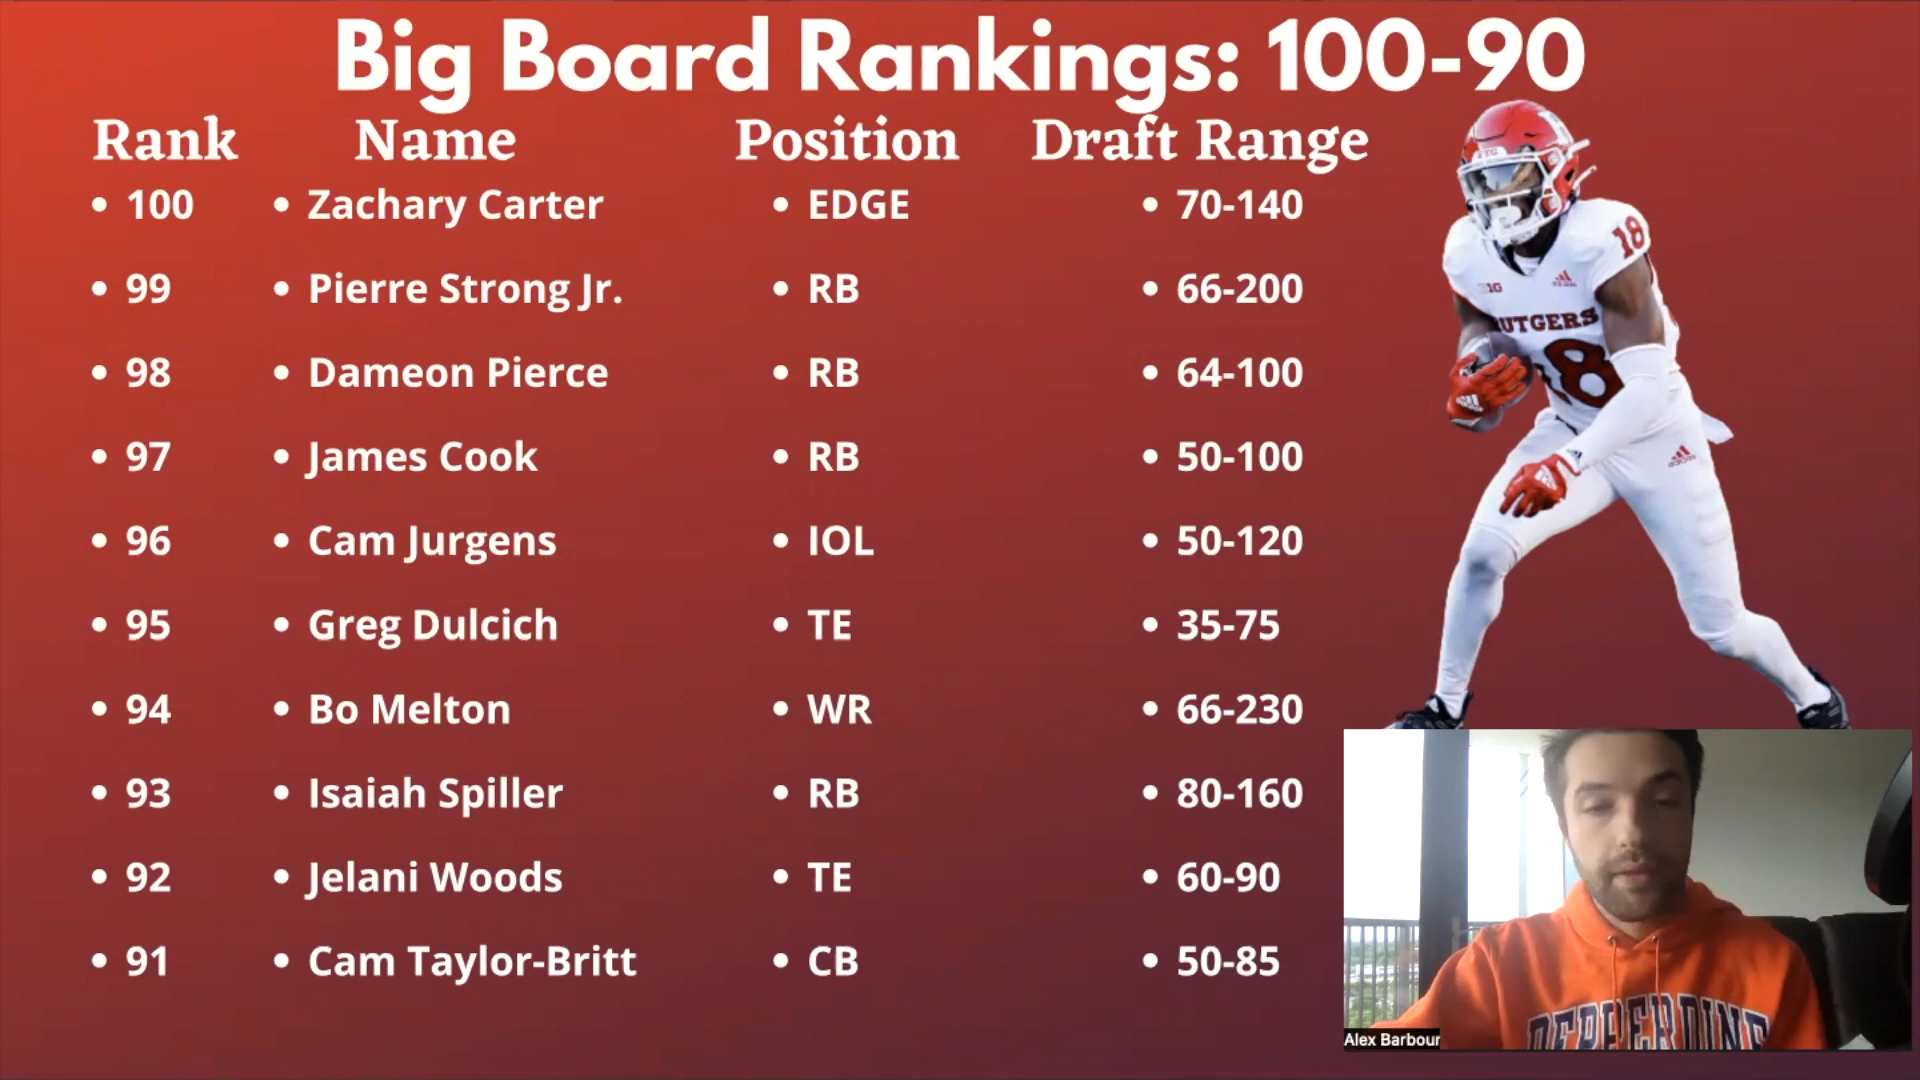 Big Board Rankings: 100-90
Rank Name Position Draft Range
• 100 • Zachary Carter • EDGE • 70-140
• 99 • Pierre Strong Jr. • RB • 66-200
• 98 • Dameon Pierce • RB • 64-100
• 97 • James Cook • RB • 50-100
• 96 • Cam Jurgens • IOL • 50-120
• 95 • Greg Dulcich • TE • 35-75
• 94 • Bo Melton • WR • 66-230
• 93 • Isaiah Spiller • RB • 80-160
• 92 • Jelani Woods • TE • 60-90
• 91 • Cam Taylor-Britt • CB • 50-85
18
RUTGERS
18
adidas
PEPPERDINE
Alex Barbour